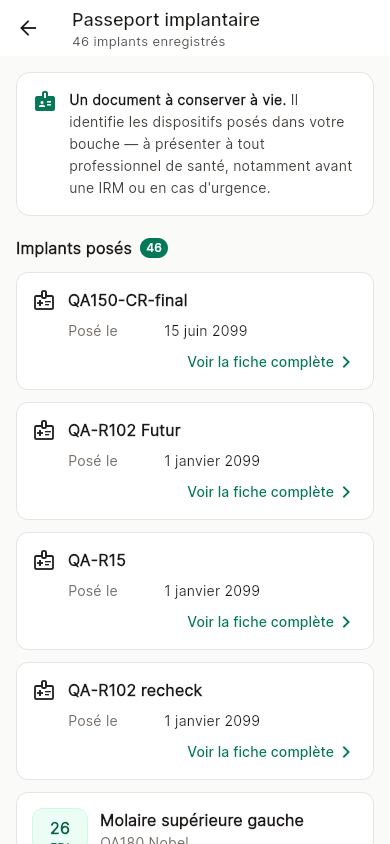 Passeport implantaire
46 implants enregistrés
Un document à conserver à vie. Il
identifie les dispositifs posés dans votre
bouche — à présenter à tout
professionnel de santé, notamment avant
une IRM ou en cas d'urgence.
Implants posés 46
QA150-CR-final
Posé le 15 juin 2099
Voir la fiche complète
QA-R102 Futur
Posé le 1 janvier 2099
Voir la fiche complète
QA-R15
Posé le 1 janvier 2099
Voir la fiche complète
QA-R102 recheck
Posé le 1 janvier 2099
Voir la fiche complète
26 Molaire supérieure gauche
QA180 Nobel